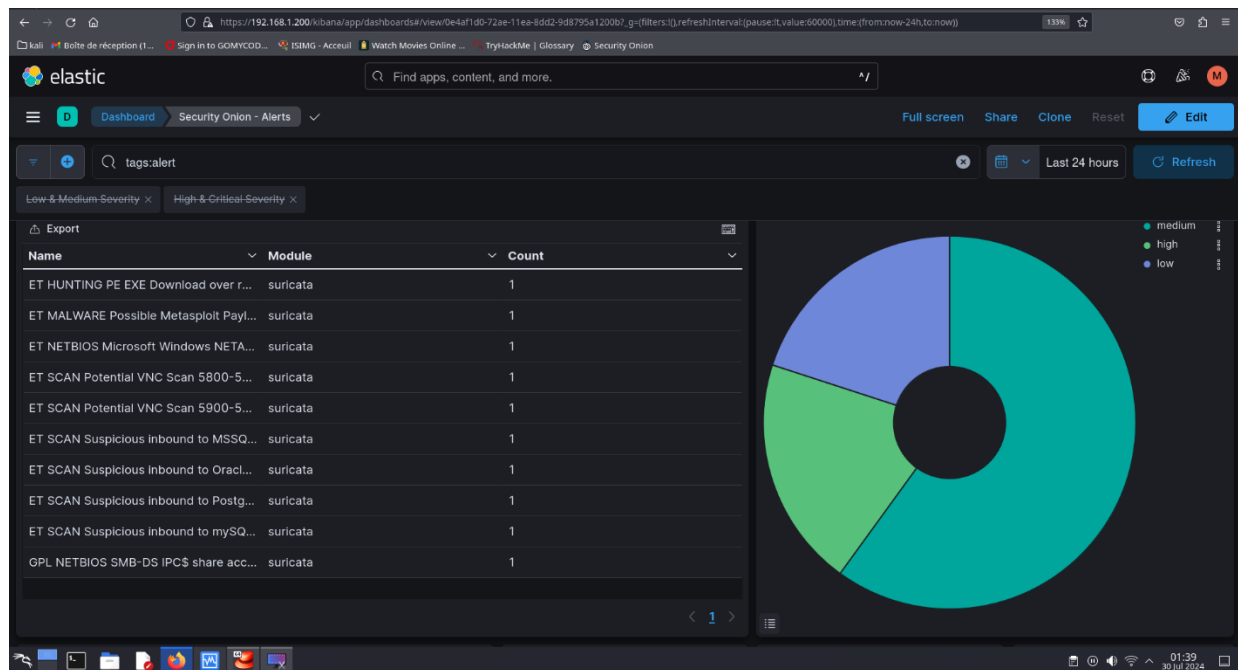 https://192.168.1.200/kibana/app/dashboards#/view/0e4af1d0-72ae-11ea-8dd2-9d8795a1200b?_g=(filters:!(),refreshInterval:(pause:!t,value:60000),time:(from:now-24h,to:now)) 133%
kali Boîte de réception (1... Sign in to GOMYCOD... ISIMG - Acceuil Watch Movies Online ... TryHackMe | Glossary Security Onion
elastic Find apps, content, and more. ^/ M
D Dashboard Security Onion - Alerts Full screen Share Clone Reset Edit
tags:alert Last 24 hours Refresh
Low & Medium Severity × High & Critical Severity ×
Export medium
high
Name Module Count low
ET HUNTING PE EXE Download over r... suricata 1
ET MALWARE Possible Metasploit Payl... suricata 1
ET NETBIOS Microsoft Windows NETA... suricata 1
ET SCAN Potential VNC Scan 5800-5... suricata 1
ET SCAN Potential VNC Scan 5900-5... suricata 1
ET SCAN Suspicious inbound to MSSQ... suricata 1
ET SCAN Suspicious inbound to Oracl... suricata 1
ET SCAN Suspicious inbound to Postg... suricata 1
ET SCAN Suspicious inbound to mySQ... suricata 1
GPL NETBIOS SMB-DS IPC$ share acc... suricata 1
< 1 >
01:39
30 Jul 2024